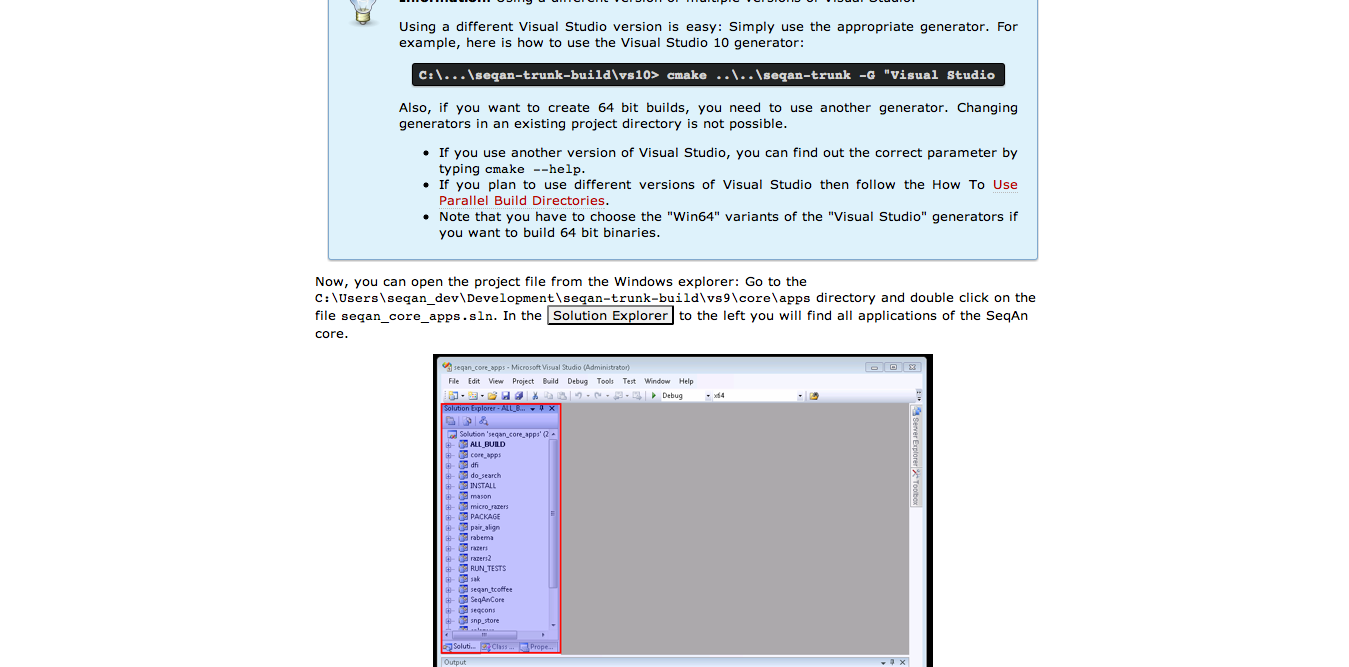 Information: Using a different version or multiple versions of Visual Studio.
Using a different Visual Studio version is easy: Simply use the appropriate generator. For
example, here is how to use the Visual Studio 10 generator:
C:\...\seqan-trunk-build\vs10> cmake ..\..\seqan-trunk -G "Visual Studio
Also, if you want to create 64 bit builds, you need to use another generator. Changing
generators in an existing project directory is not possible.
• If you use another version of Visual Studio, you can find out the correct parameter by
typing cmake --help.
• If you plan to use different versions of Visual Studio then follow the How To Use
Parallel Build Directories.
• Note that you have to choose the "Win64" variants of the "Visual Studio" generators if
you want to build 64 bit binaries.
Now, you can open the project file from the Windows explorer: Go to the
C:\Users\seqan_dev\Development\seqan-trunk-build\vs9\core\apps directory and double click on the
file seqan_core_apps.sln. In the Solution Explorer to the left you will find all applications of the SeqAn
core.
seqan_core_apps - Microsoft Visual Studio (Administrator)
File Edit View Project Build Debug Tools Test Window Help
Debug x64
Solution Explorer - ALL_B...
Solution 'seqan_core_apps' (2
ALL_BUILD
core_apps
dfi
do_search
INSTALL
mason
micro_razers
PACKAGE
pair_align
rabema
razers
razers2
RUN_TESTS
sak
seqan_tcoffee
SeqAnCore
seqcons
snp_store
Soluti... Class ... Prope...
Server Explorer
Toolbox
Output